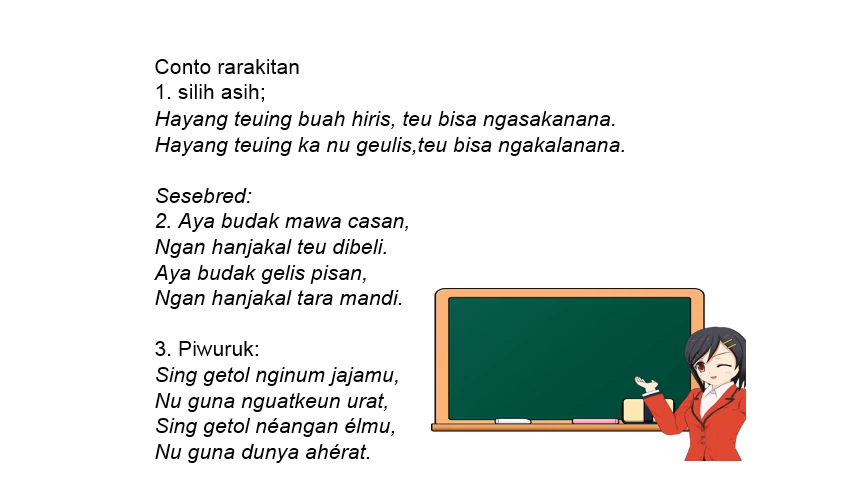 Conto rarakitan
1. silih asih;
Hayang teuing buah hiris, teu bisa ngasakanana.
Hayang teuing ka nu geulis,teu bisa ngakalanana.
Sesebred:
2. Aya budak mawa casan,
Ngan hanjakal teu dibeli.
Aya budak gelis pisan,
Ngan hanjakal tara mandi.
3. Piwuruk:
Sing getol nginum jajamu,
Nu guna nguatkeun urat,
Sing getol néangan élmu,
Nu guna dunya ahérat.